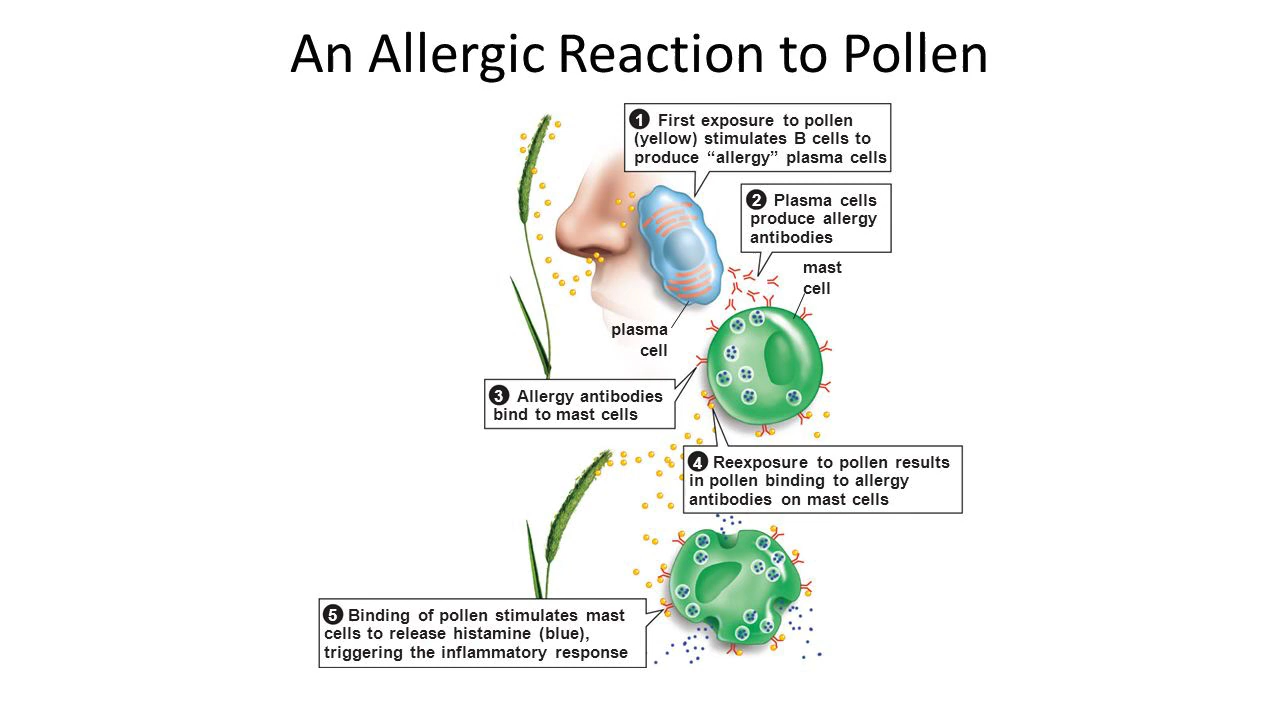 An Allergic Reaction to Pollen
1 First exposure to pollen
(yellow) stimulates B cells to
produce “allergy” plasma cells
2 Plasma cells
produce allergy
antibodies
mast
cell
plasma
cell
3 Allergy antibodies
bind to mast cells
4 Reexposure to pollen results
in pollen binding to allergy
antibodies on mast cells
5 Binding of pollen stimulates mast
cells to release histamine (blue),
triggering the inflammatory response